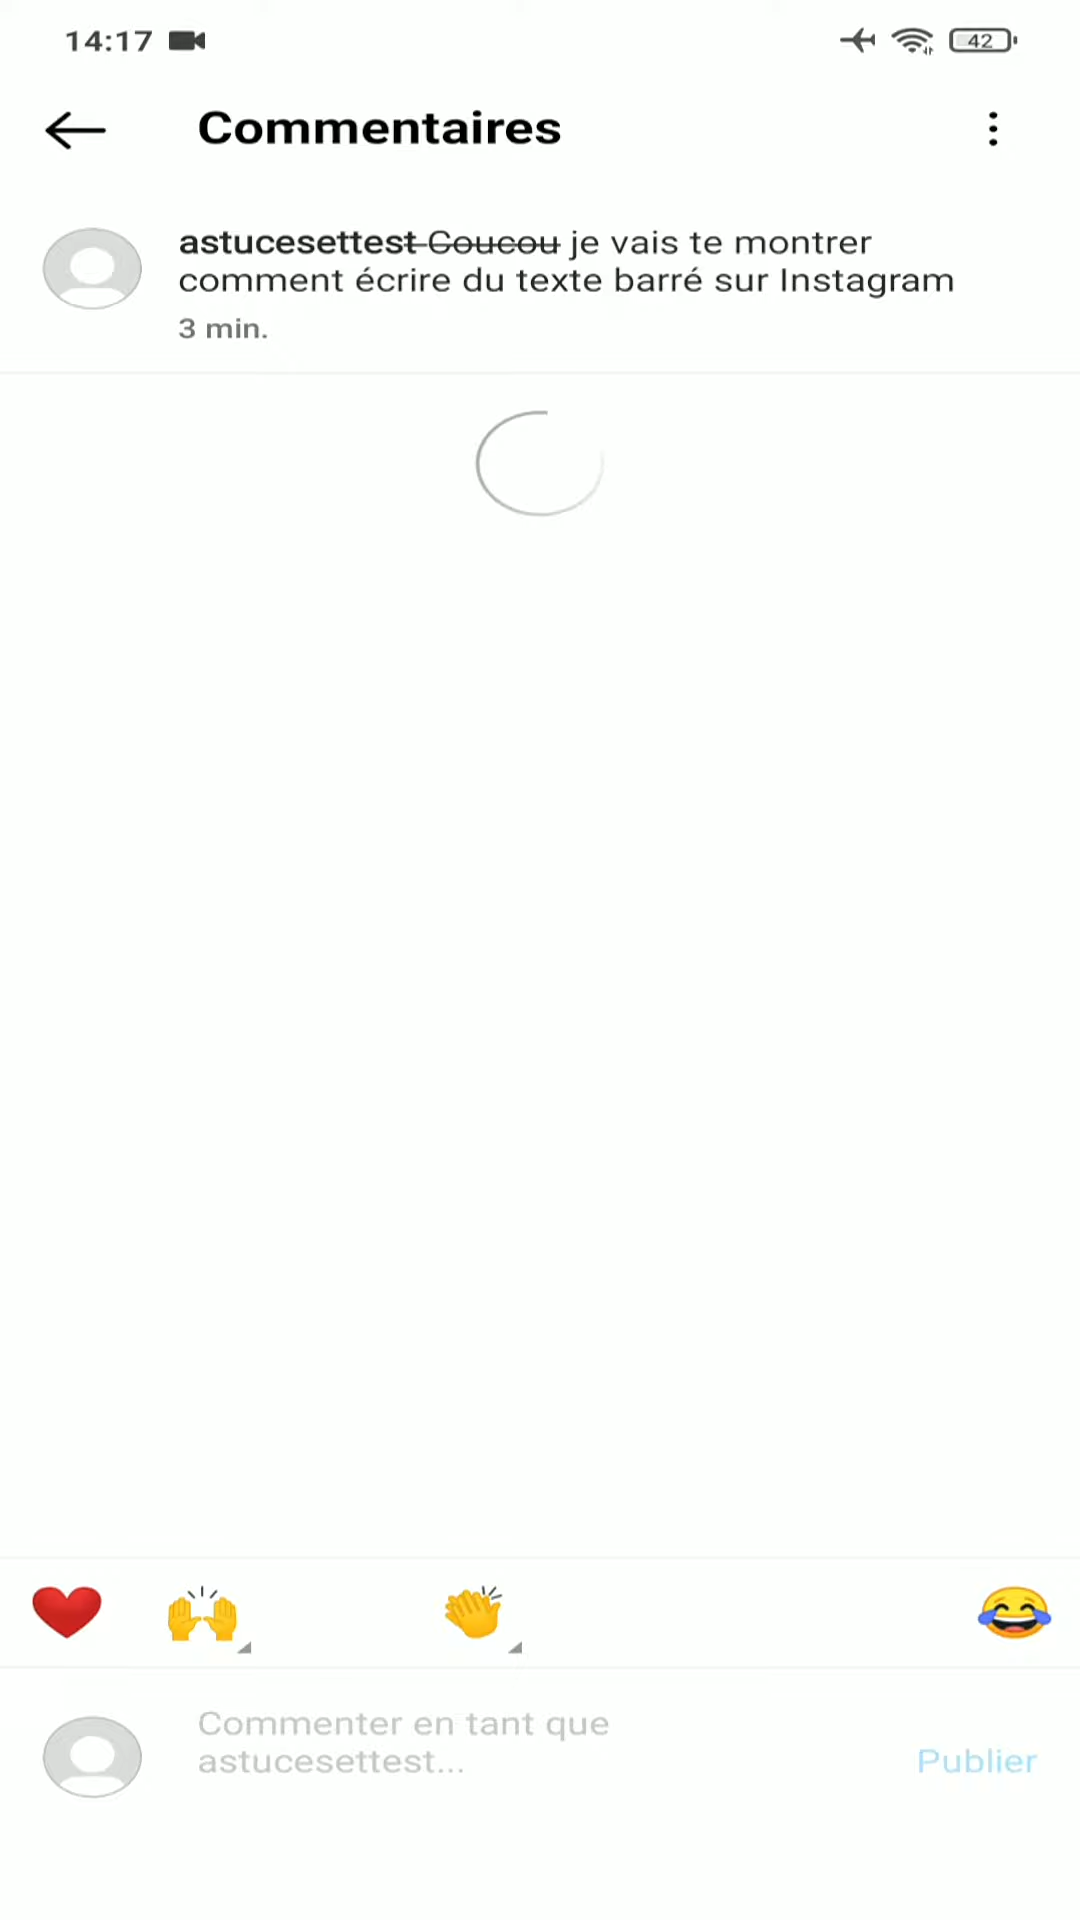 14:17
42
Commentaires
astucesettest Coucou je vais te montrer
comment écrire du texte barré sur Instagram
3 min.
Commenter en tant que
astucesettest...
Publier